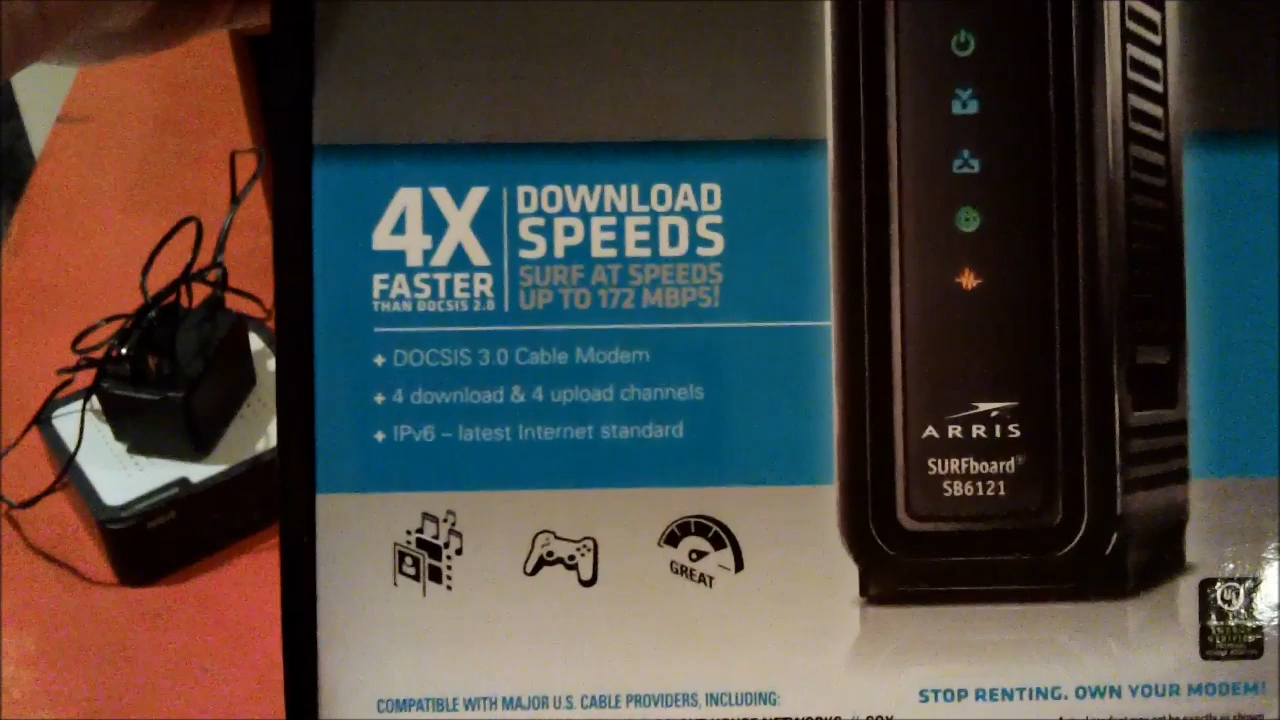 4X
FASTER
THAN DOCSIS 2.0
DOWNLOAD
SPEEDS
SURF AT SPEEDS
UP TO 172 MBPS!
+ DOCSIS 3.0 Cable Modem
+ 4 download & 4 upload channels
+ IPv6 – latest Internet standard
GREAT
ARRIS
SURFboard®
SB6121
UL
COMPATIBLE WITH MAJOR U.S. CABLE PROVIDERS, INCLUDING:
STOP RENTING. OWN YOUR MODEM!